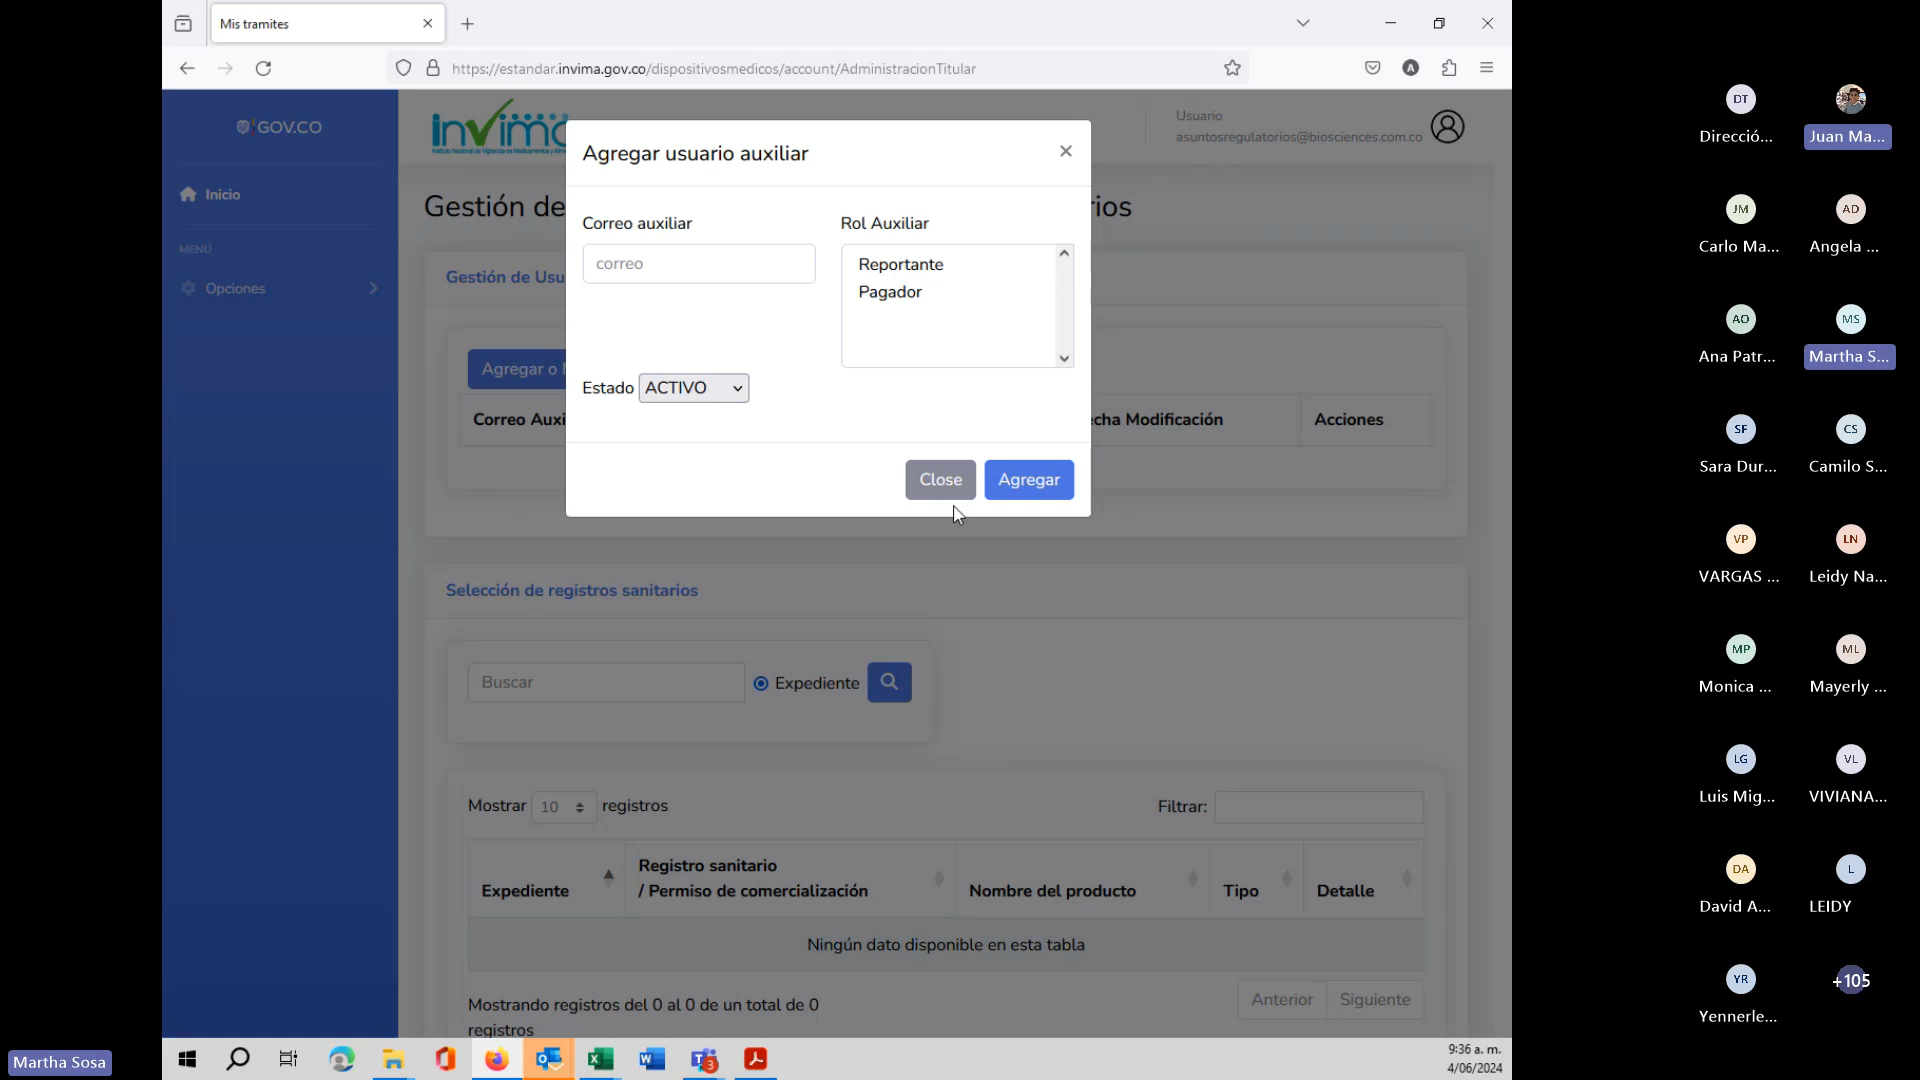 Mis tramites
https://estandar.invima.gov.co/dispositivosmedicos/account/AdministracionTitular
GOV.CO
Inicio
MENÚ
Opciones
Usuario
asuntosregulatorios@biosciences.com.co
Gestión de
Gestión de Usu
Agregar o
Correo Auxi
Acciones
Agregar usuario auxiliar
Correo auxiliar
Rol Auxiliar
correo
Reportante
Pagador
Estado ACTIVO
Close
Agregar
Selección de registros sanitarios
Buscar
Expediente
Mostrar 10 registros
Filtrar:
Expediente
Registro sanitario
/ Permiso de comercialización
Nombre del producto
Tipo
Detalle
Ningún dato disponible en esta tabla
Mostrando registros del 0 al 0 de un total de 0
registros
Anterior
Siguiente
9:36 a. m.
4/06/2024
Martha Sosa
DT
Direcció...
Juan Ma...
JM
Carlo Ma...
AD
Angela ...
AO
Ana Patr...
MS
Martha S...
SF
Sara Dur...
CS
Camilo S...
VP
VARGAS ...
LN
Leidy Na...
MP
Monica ...
ML
Mayerly ...
LG
Luis Mig...
VL
VIVIANA...
DA
David A...
L
LEIDY
YR
Yennerle...
+105